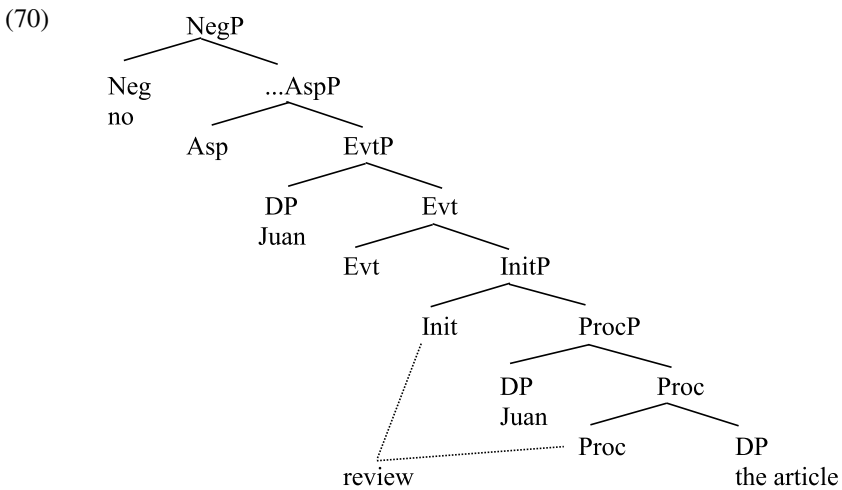 (70)
NegP
Neg ...AspP
no
Asp EvtP
DP Evt
Juan
Evt InitP
Init ProcP
DP Proc
Juan
Proc DP
review the article